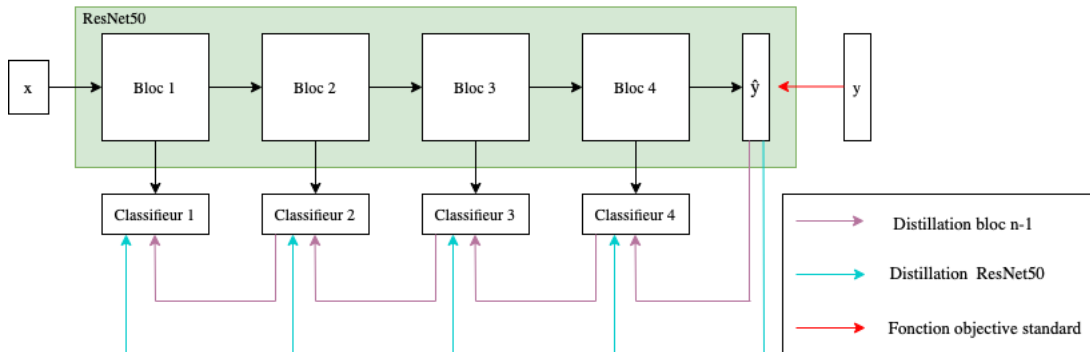 ResNet50
x
Bloc 1
Bloc 2
Bloc 3
Bloc 4
ŷ
y
Classifieur 1
Classifieur 2
Classifieur 3
Classifieur 4
Distillation bloc n-1
Distillation ResNet50
Fonction objective standard